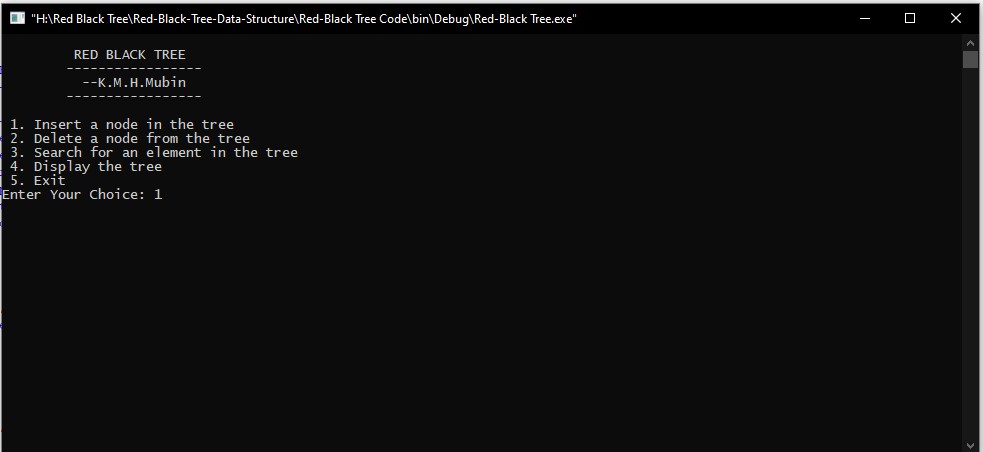 "H:\Red Black Tree\Red-Black-Tree-Data-Structure\Red-Black Tree Code\bin\Debug\Red-Black Tree.exe"
RED BLACK TREE
-----------------
--K.M.H.Mubin
-----------------
1. Insert a node in the tree
2. Delete a node from the tree
3. Search for an element in the tree
4. Display the tree
5. Exit
Enter Your Choice: 1